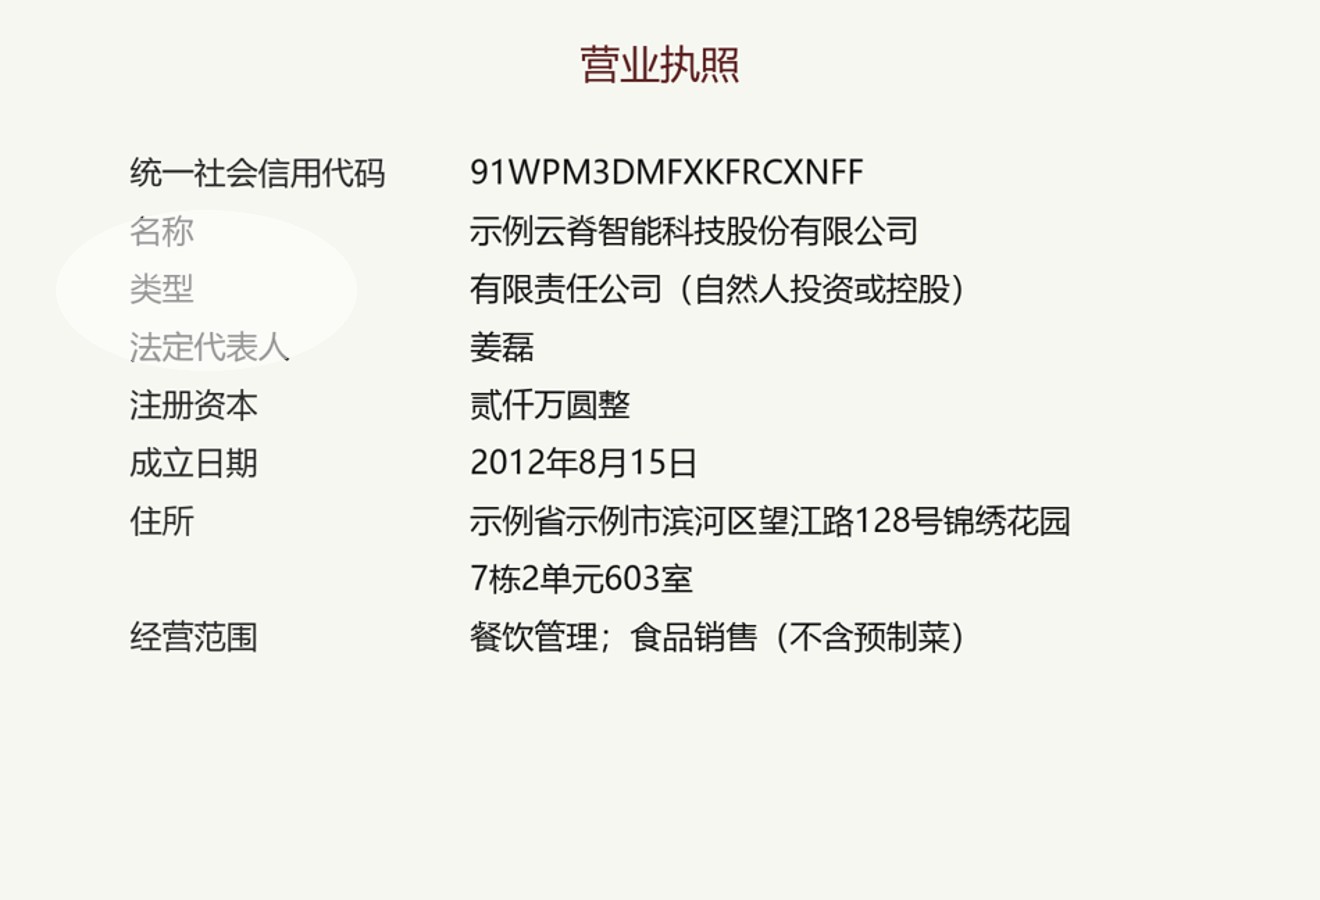 营业执照
统一社会信用代码 91WPM3DMFXKFRCXNFF
名称 示例云脊智能科技股份有限公司
类型 有限责任公司（自然人投资或控股）
法定代表人 姜磊
注册资本 贰仟万圆整
成立日期 2012年8月15日
住所 示例省示例市滨河区望江路128号锦绣花园
7栋2单元603室
经营范围 餐饮管理；食品销售（不含预制菜）